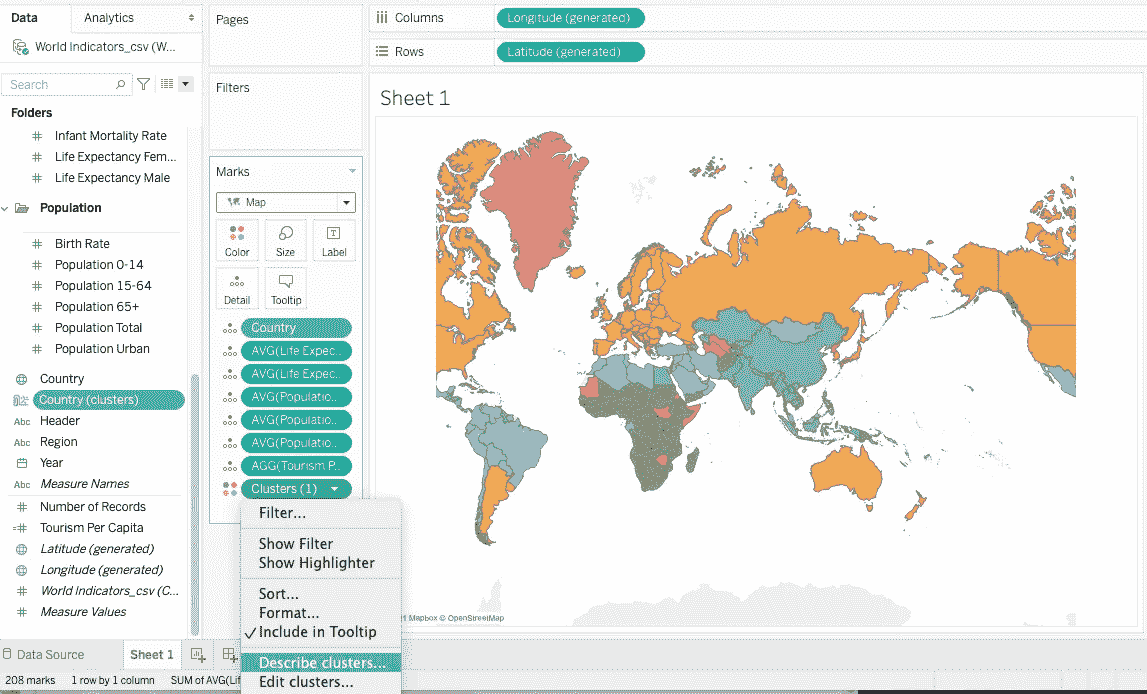 Data
Analytics
World Indicators_csv (W...
Search
Folders
Infant Mortality Rate
Life Expectancy Fem...
Life Expectancy Male
Population
Birth Rate
Population 0-14
Population 15-64
Population 65+
Population Total
Population Urban
Country
Country (clusters)
Abc Header
Abc Region
Year
Abc Measure Names
Number of Records
Tourism Per Capita
Latitude (generated)
Longitude (generated)
World Indicators_csv (C...
Measure Values
Pages
Filters
Marks
Map
Color Size Label
Detail Tooltip
Country
AVG(Life Expec..
AVG(Life Expec..
AVG(Populatio..
AVG(Populatio..
AVG(Populatio..
AGG(Tourism P..
Clusters (1)
Filter...
Show Filter
Show Highlighter
Sort...
Format...
Include in Tooltip
Describe clusters...
Edit clusters...
Columns Longitude (generated)
Rows Latitude (generated)
Sheet 1
1 Mapbox © OpenStreetMap
Data Source Sheet 1
208 marks 1 row by 1 column SUM of AVG(Lif